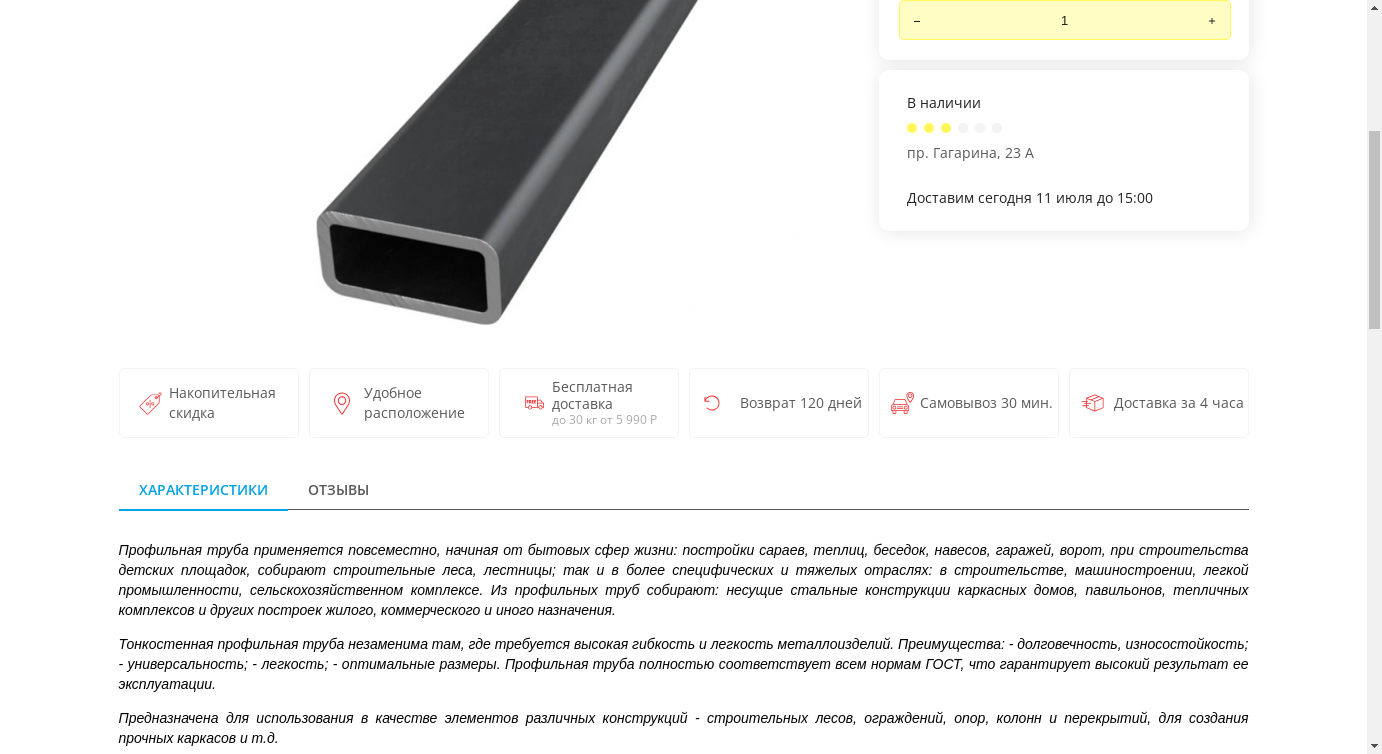 –
1
+
В наличии
пр. Гагарина, 23 А
Доставим сегодня 11 июля до 15:00
Накопительная
скидка
Удобное
расположение
FREE
Бесплатная
доставка
до 30 кг от 5 990 Р
Возврат 120 дней
Самовывоз 30 мин.
Доставка за 4 часа
ХАРАКТЕРИСТИКИ
ОТЗЫВЫ
Профильная труба применяется повсеместно, начиная от бытовых сфер жизни: постройки сараев, теплиц, беседок, навесов, гаражей, ворот, при строительства
детских площадок, собирают строительные леса, лестницы; так и в более специфических и тяжелых отраслях: в строительстве, машиностроении, легкой
промышленности, сельскохозяйственном комплексе. Из профильных труб собирают: несущие стальные конструкции каркасных домов, павильонов, тепличных
комплексов и других построек жилого, коммерческого и иного назначения.
Тонкостенная профильная труба незаменима там, где требуется высокая гибкость и легкость металлоизделий. Преимущества: - долговечность, износостойкость;
- универсальность; - легкость; - оптимальные размеры. Профильная труба полностью соответствует всем нормам ГОСТ, что гарантирует высокий результат ее
эксплуатации.
Предназначена для использования в качестве элементов различных конструкций - строительных лесов, ограждений, опор, колонн и перекрытий, для создания
прочных каркасов и т.д.